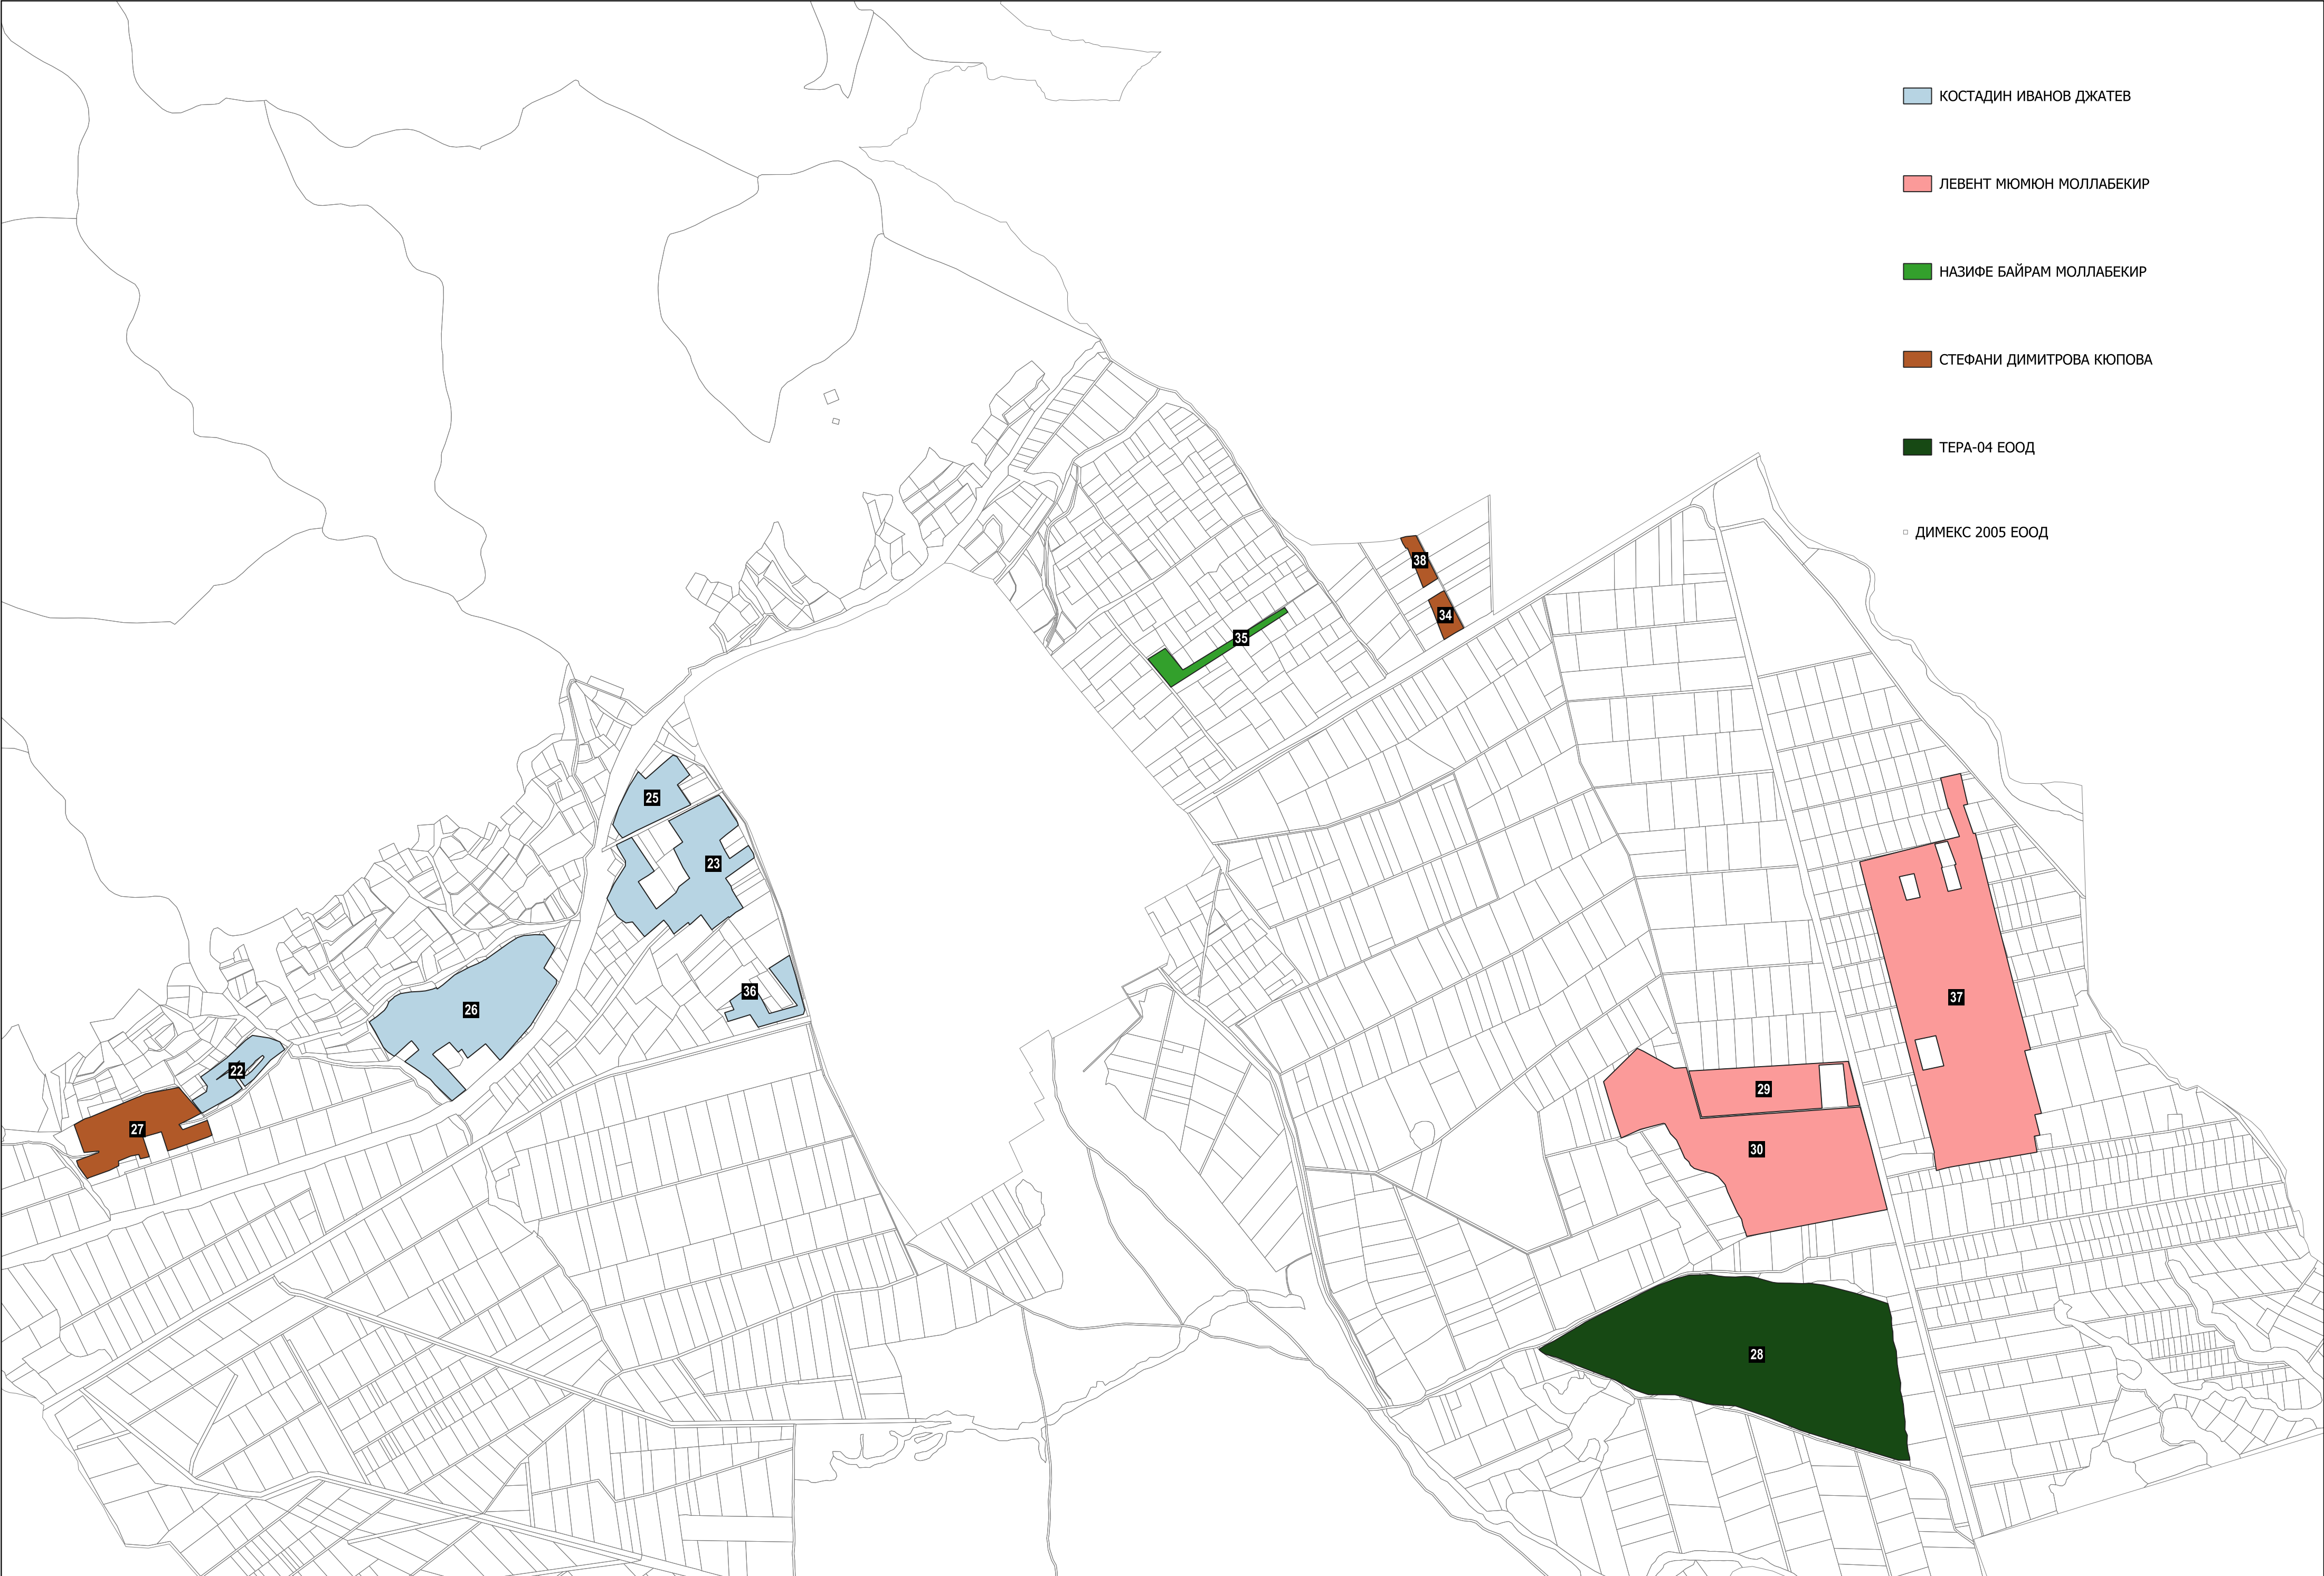 КОСТАДИН ИВАНОВ ДЖАТЕВ
ЛЕВЕНТ МЮМЮН МОЛЛАБЕКИР
НАЗИФЕ БАЙРАМ МОЛЛАБЕКИР
СТЕФАНИ ДИМИТРОВА КЮПОВА
ТЕРА-04 ЕООД
ДИМЕКС 2005 ЕООД
38
34
35
25
23
36
26
22
27
37
29
30
28